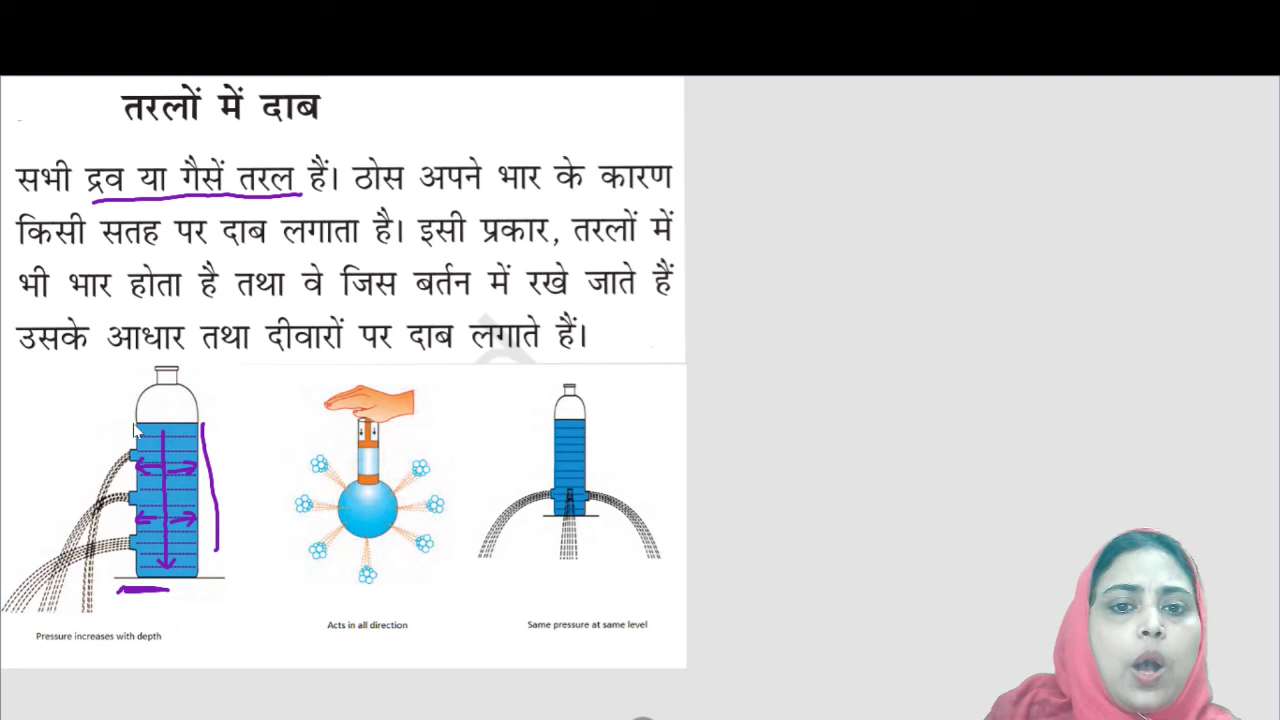 तरलों में दाब
सभी द्रव या गैसें तरल हैं। ठोस अपने भार के कारण
किसी सतह पर दाब लगाता है। इसी प्रकार, तरलों में
भी भार होता है तथा वे जिस बर्तन में रखे जाते हैं
उसके आधार तथा दीवारों पर दाब लगाते हैं।
Pressure increases with depth
Acts in all direction
Same pressure at same level